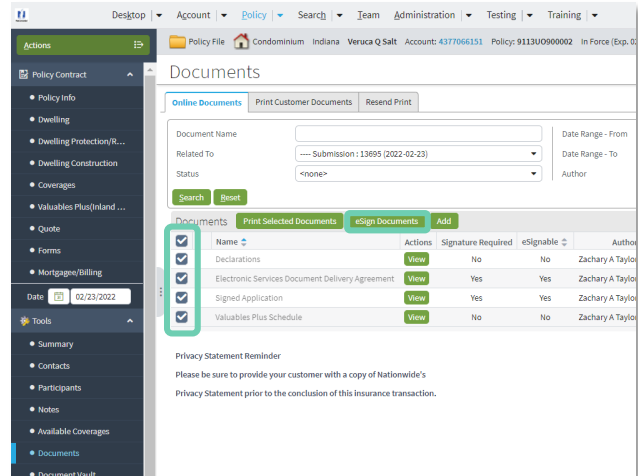 Desktop Account Policy Search Team Administration Testing Training
Actions
Policy File Condominium Indiana Veruca Q Salt Account: 4377066151 Policy: 9113UO900002 In Force (Exp. 0
Policy Contract
Policy Info
Dwelling
Dwelling Protection/R...
Dwelling Construction
Coverages
Valuables Plus(Inland ...
Quote
Forms
Mortgagee/Billing
Date 02/23/2022
Tools
Summary
Contacts
Participants
Notes
Available Coverages
Documents
Document Vault
Documents
Online Documents Print Customer Documents Resend Print
Document Name Date Range - From
Related To ---- Submission : 13695 (2022-02-23) Date Range - To
Status <none> Author
Search Reset
Documents Print Selected Documents eSign Documents Add
Name Actions Signature Required eSignable Autho
Declarations View No No Zachary A Taylo
Electronic Services Document Delivery Agreement View Yes Yes Zachary A Taylo
Signed Application View Yes Yes Zachary A Taylo
Valuables Plus Schedule View No No Zachary A Taylo
Privacy Statement Reminder
Please be sure to provide your customer with a copy of Nationwide's
Privacy Statement prior to the conclusion of this insurance transaction.